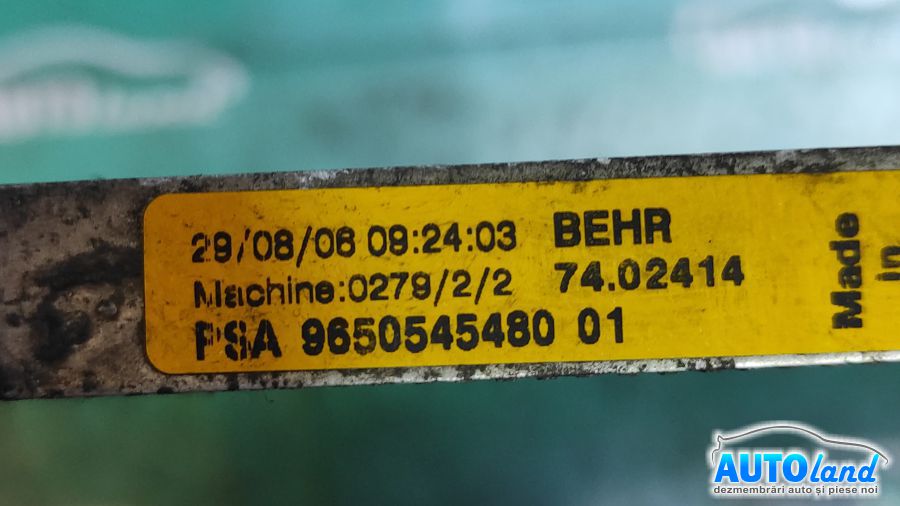 29/08/06 09:24:03 BEHR
Machine:0279/2/2 74.02414
PSA 9650545480 01
Made
in
AUTOland
dezmembrări auto și piese noi